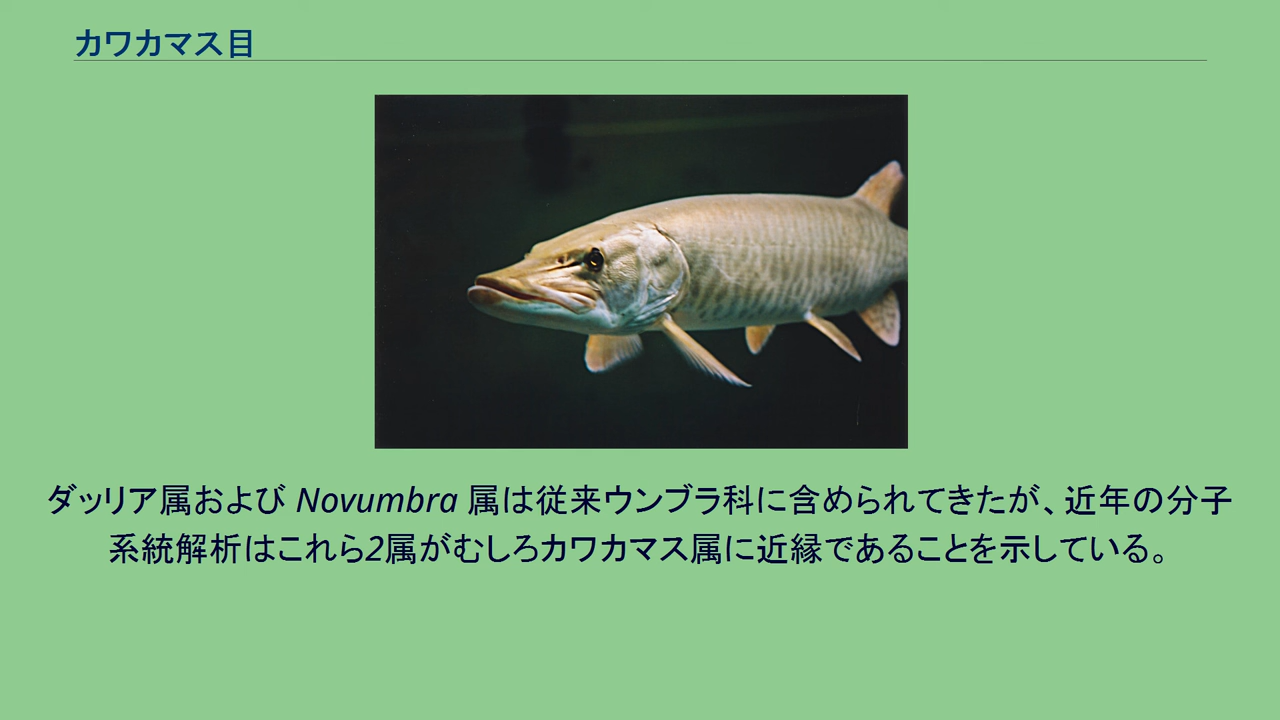 カワカマス目
ダッリア属および Novumbra 属は従来ウンブラ科に含められてきたが、近年の分子
系統解析はこれら2属がむしろカワカマス属に近縁であることを示している。